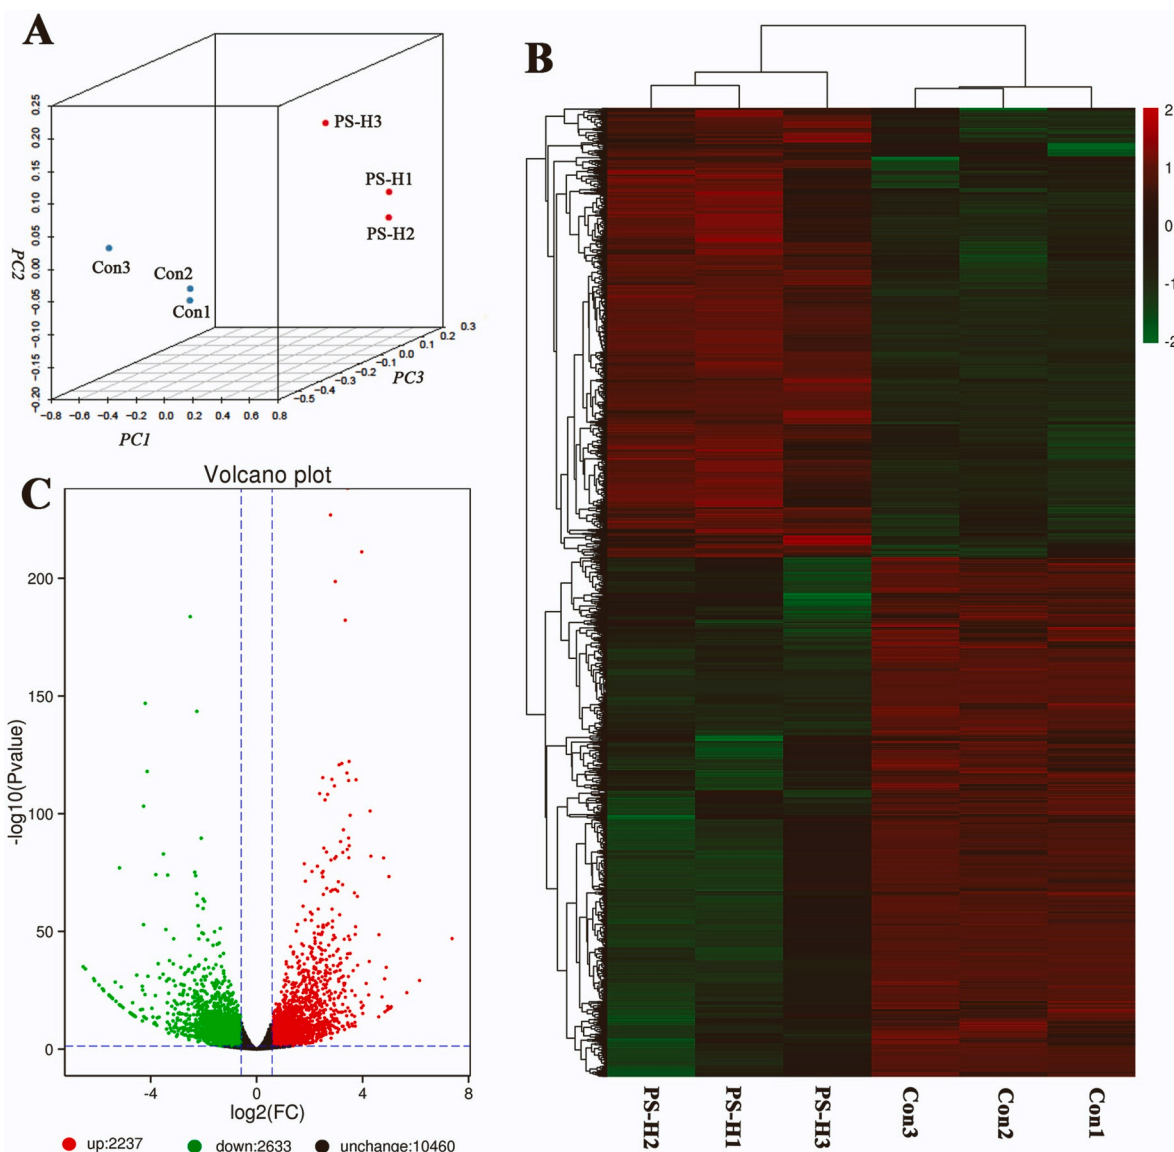 A
PS-H3
PS-H1
PS-H2
Con3
Con2
Con1
PC2
0.25
0.20
0.15
0.10
0.05
0.00
−0.05
−0.10
−0.15
−0.20
−0.8 −0.4 0.0 0.2 0.4 0.6 0.8
PC1
−0.5 −0.4 −0.3 −0.2 −0.1 0.0 0.1 0.2 0.3
PC3
B
2
1
0
-1
-2
PS-H2 PS-H1 PS-H3 Con3 Con2 Con1
C
Volcano plot
-log10(Pvalue)
200
150
100
50
0
-4 0 4 8
log2(FC)
up:2237 down:2633 unchange:10460